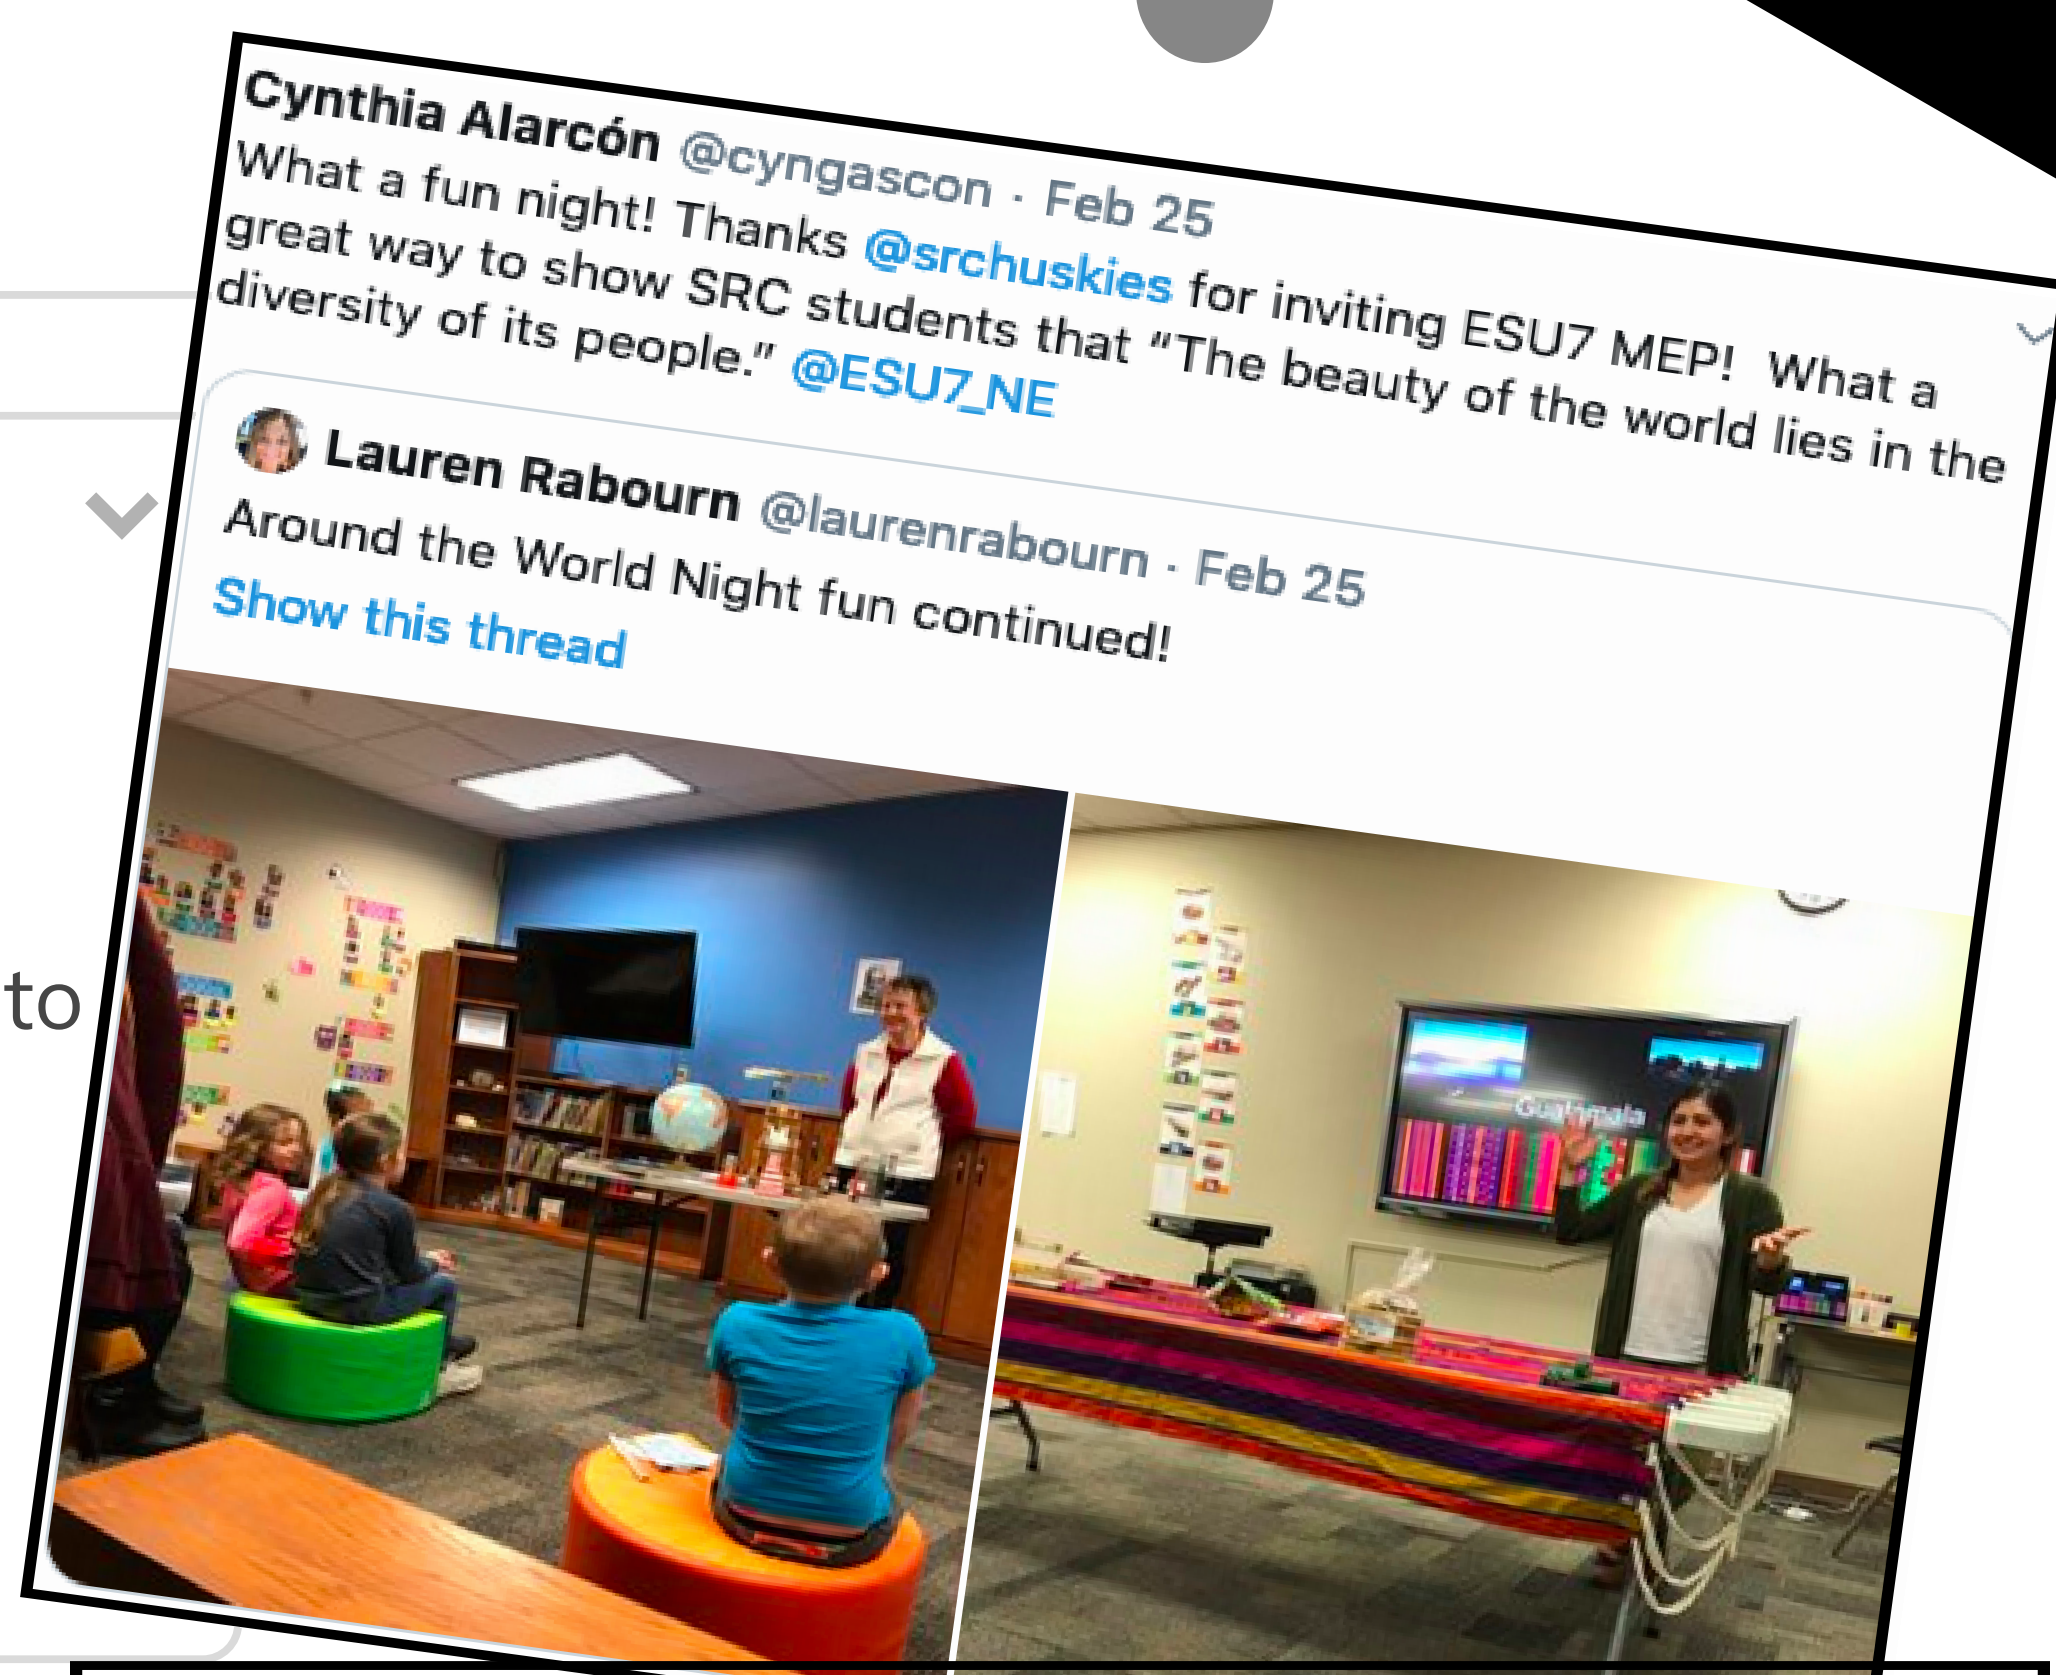 Cynthia Alarcón @cyngascon · Feb 25
What a fun night! Thanks @srchuskies for inviting ESU7 MEP!  What a
great way to show SRC students that “The beauty of the world lies in the
diversity of its people.” @ESU7_NE
Lauren Rabourn @laurenrabourn · Feb 25
Around the World Night fun continued!
Show this thread
to
Guatemala